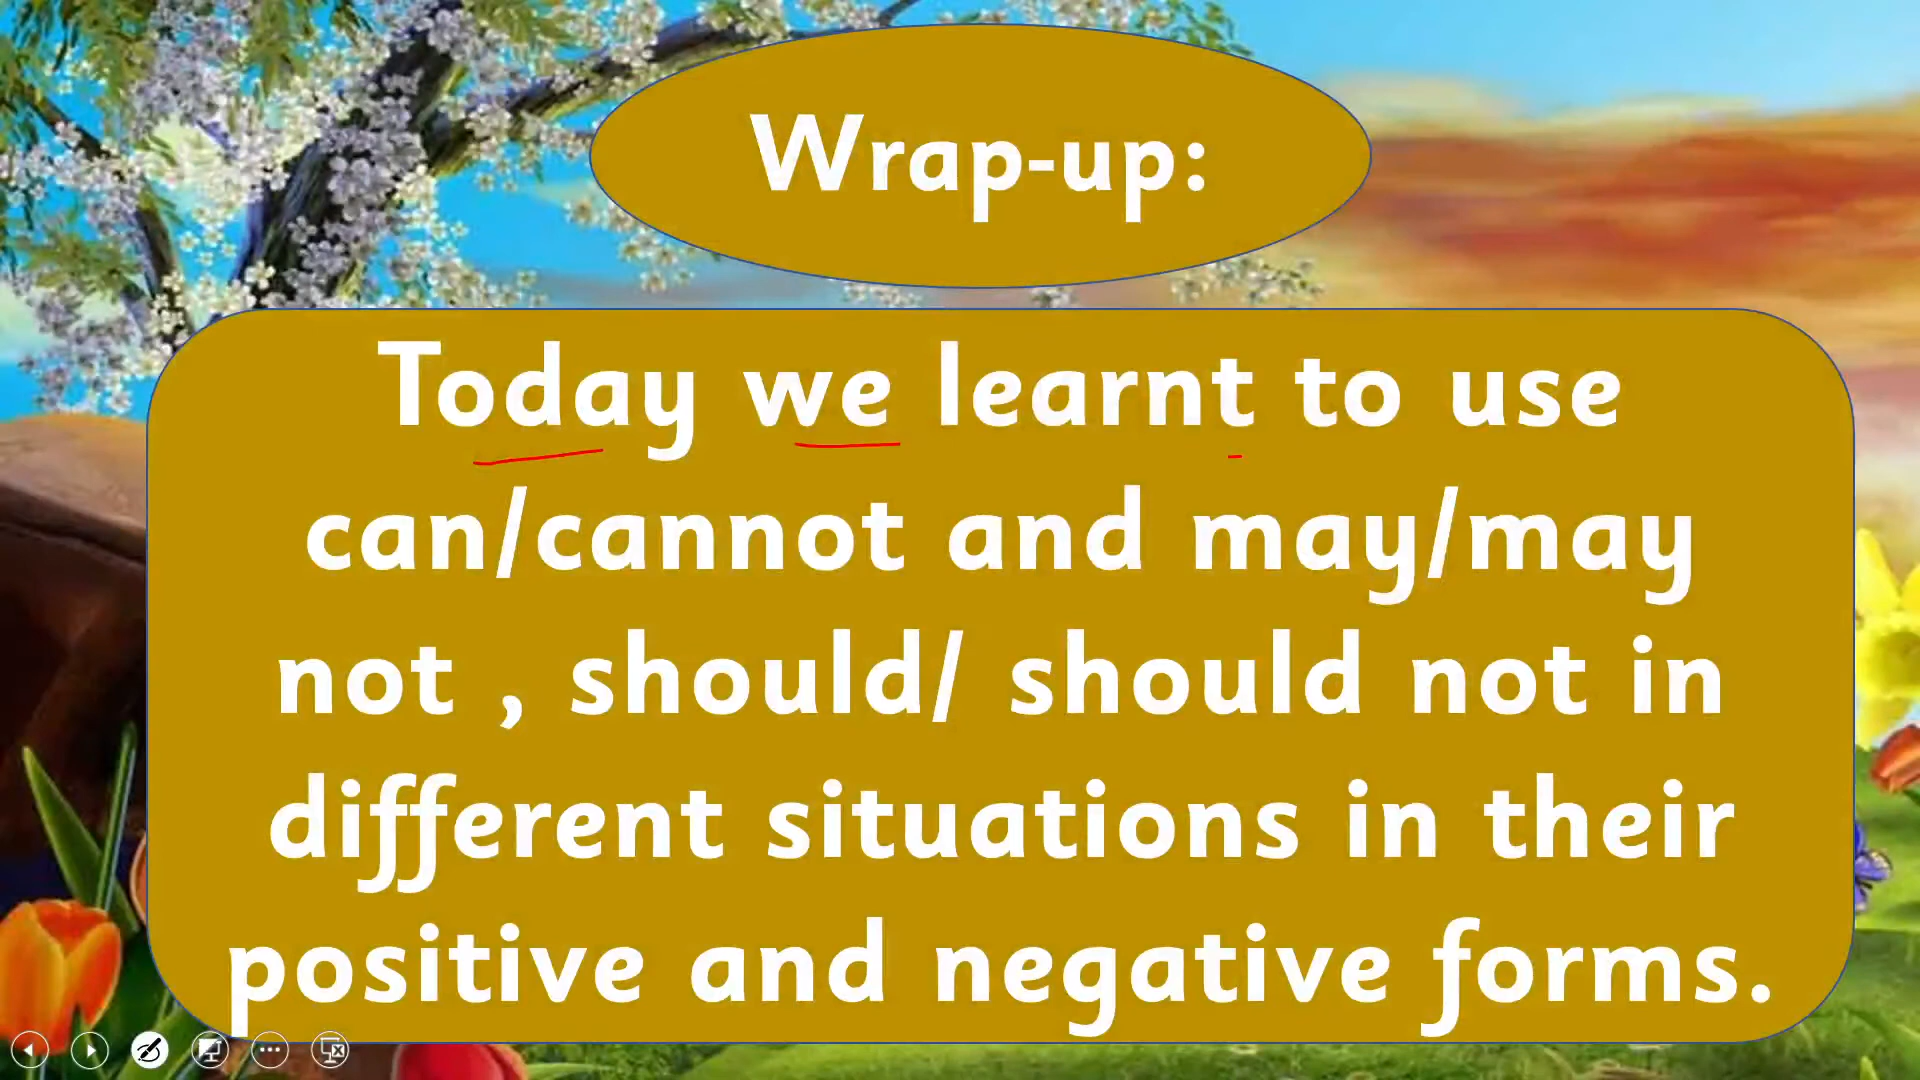 Wrap-up:
Today we learnt to use
can/cannot and may/may
not , should/ should not in
different situations in their
positive and negative forms.